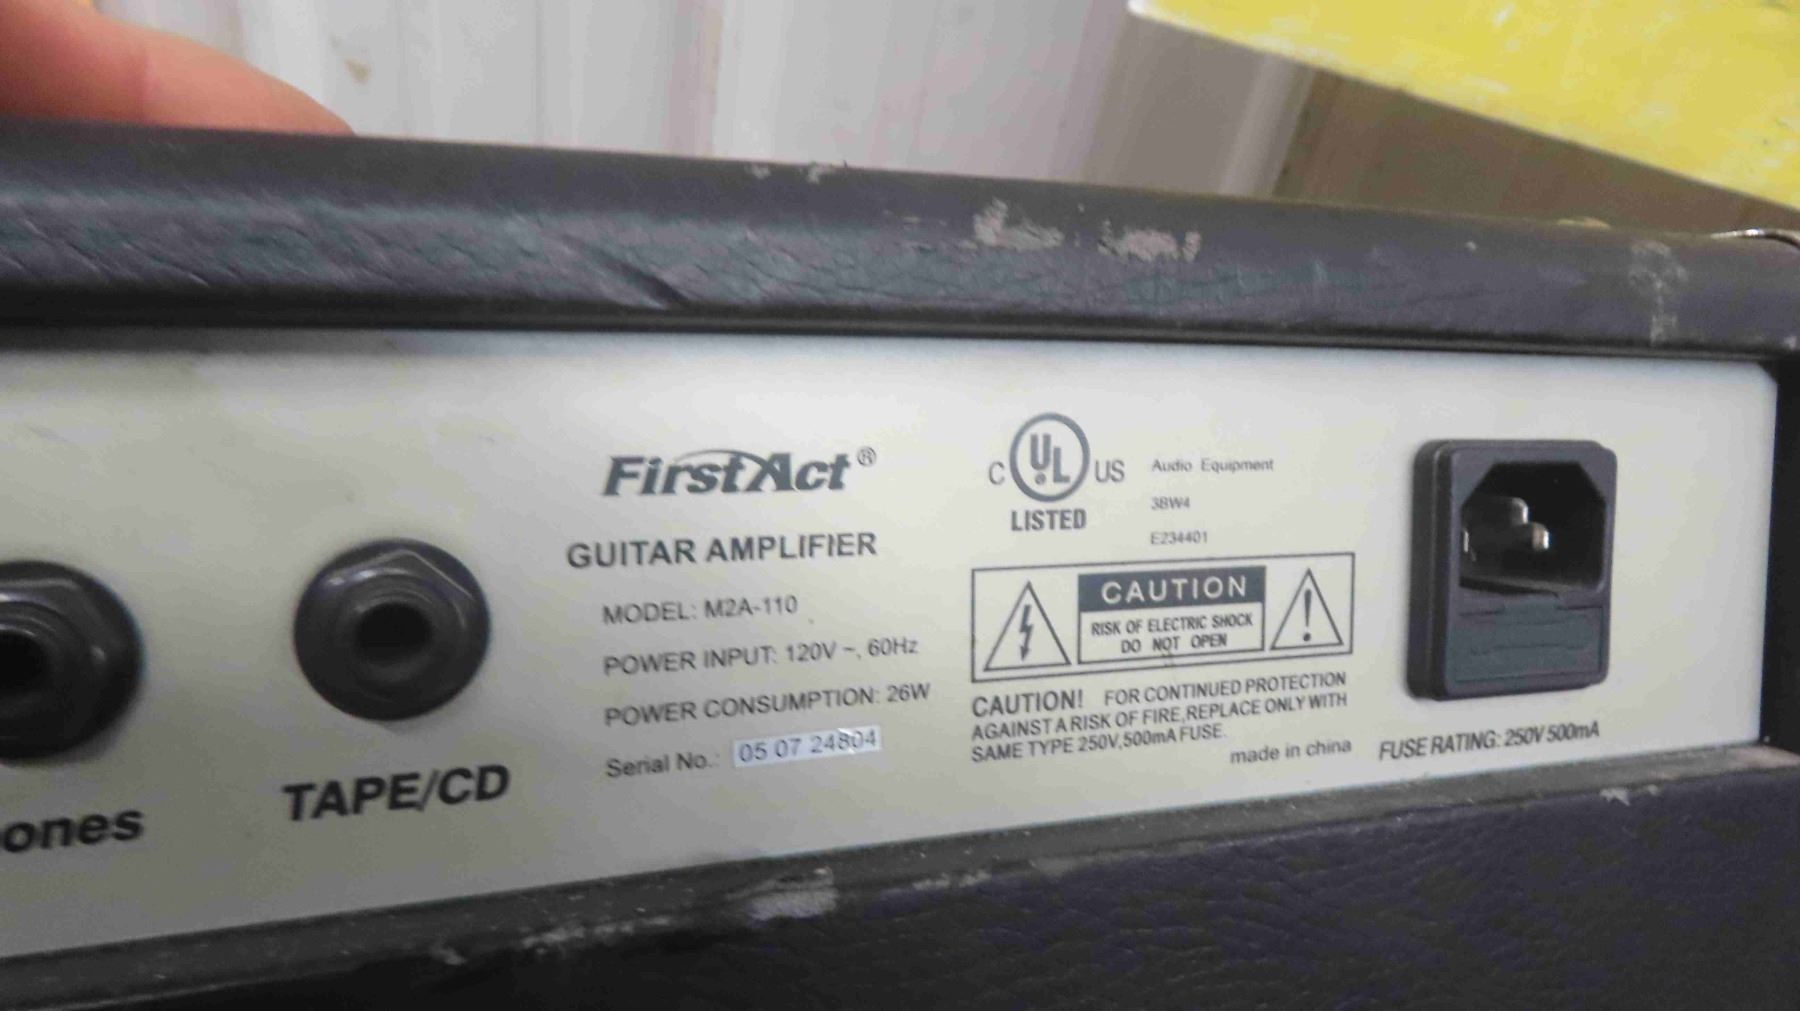 ones
TAPE/CD
FirstAct®
GUITAR AMPLIFIER
MODEL: M2A-110
POWER INPUT: 120V ~, 60Hz
POWER CONSUMPTION: 26W
Serial No.: 05 07 24804
C UL US
LISTED
Audio Equipment
3BW4
E234401
CAUTION
RISK OF ELECTRIC SHOCK
DO NOT OPEN
CAUTION! FOR CONTINUED PROTECTION
AGAINST A RISK OF FIRE,REPLACE ONLY WITH
SAME TYPE 250V,500mA FUSE.
made in china
FUSE RATING: 250V 500mA